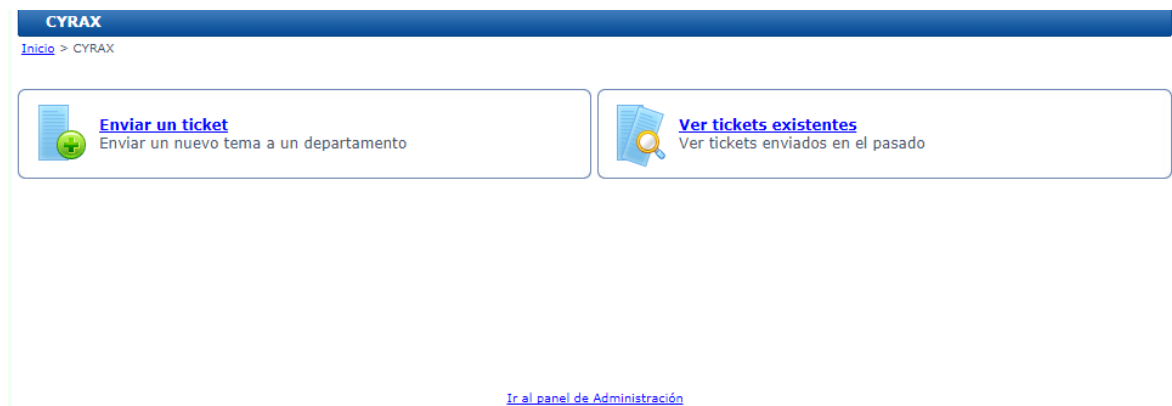 CYRAX
Inicio > CYRAX
Enviar un ticket
Enviar un nuevo tema a un departamento
Ver tickets existentes
Ver tickets enviados en el pasado
Ir al panel de Administración